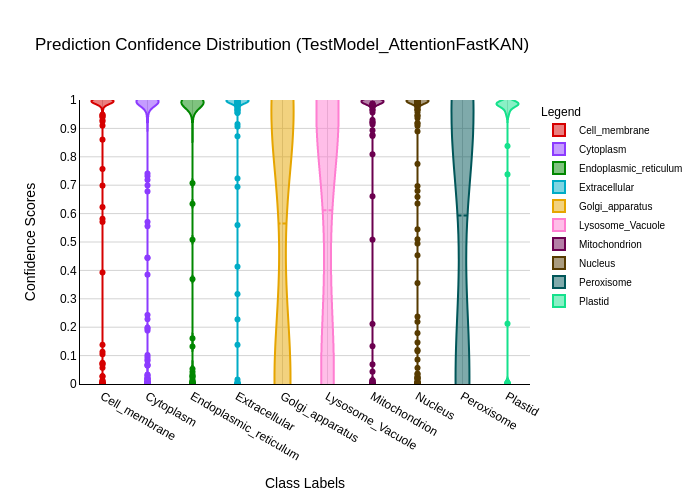 Prediction Confidence Distribution (TestModel_AttentionFastKAN)
Confidence Scores
1
0.9
0.8
0.7
0.6
0.5
0.4
0.3
0.2
0.1
0
Cell_membrane
Cytoplasm
Endoplasmic_reticulum
Extracellular
Golgi_apparatus
Lysosome_Vacuole
Mitochondrion
Nucleus
Peroxisome
Plastid
Class Labels
Legend
Cell_membrane
Cytoplasm
Endoplasmic_reticulum
Extracellular
Golgi_apparatus
Lysosome_Vacuole
Mitochondrion
Nucleus
Peroxisome
Plastid